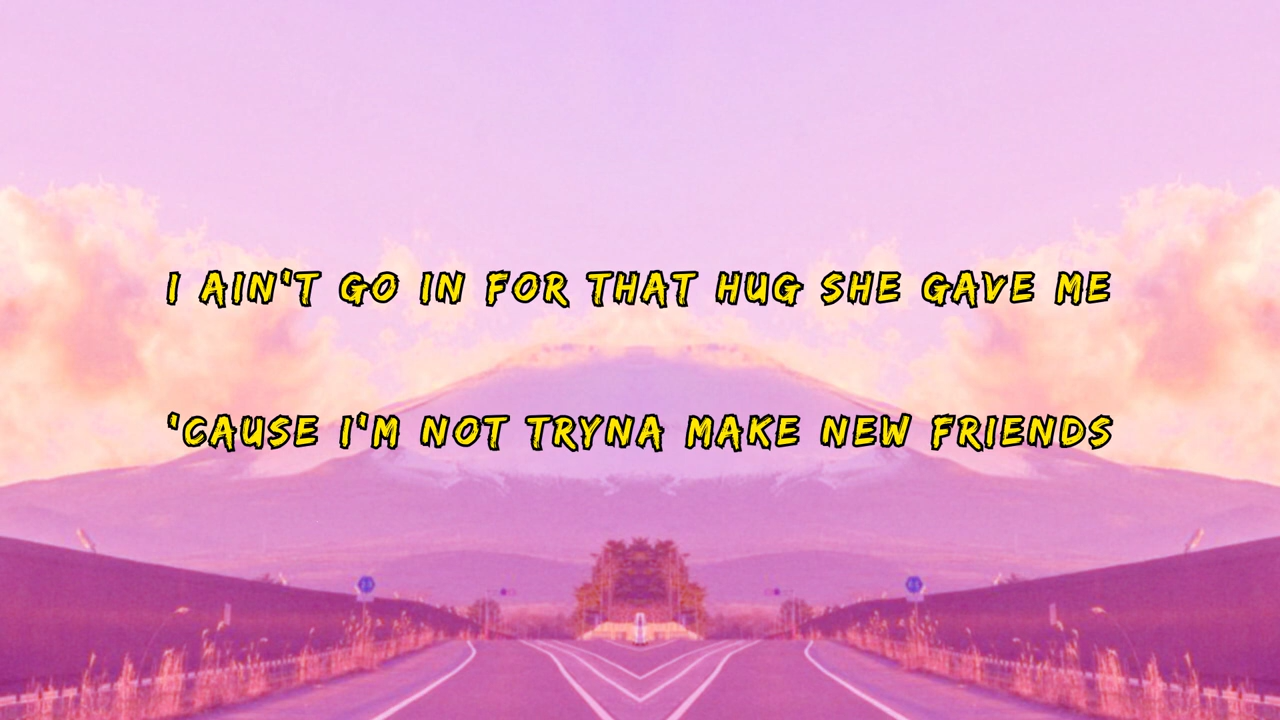 I AIN'T GO IN FOR THAT HUG SHE GAVE ME
'CAUSE I'M NOT TRYNA MAKE NEW FRIENDS